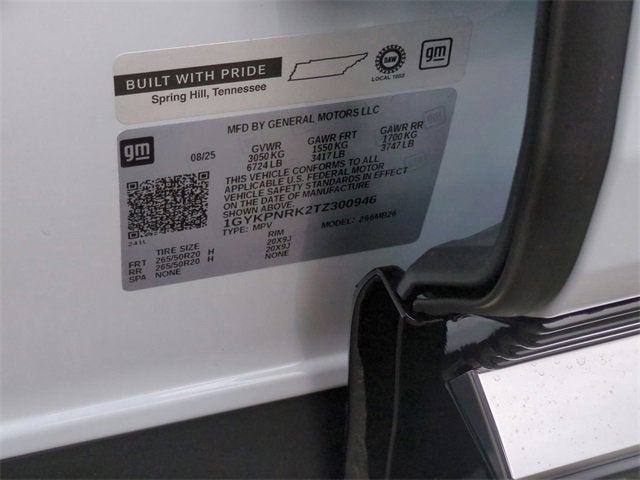 BUILT WITH PRIDE
Spring Hill, Tennessee
UAW
LOCAL 1853
gm
gm
MFD BY GENERAL MOTORS LLC
08/25 GVWR GAWR FRT GAWR RR
3050 KG 1550 KG 1700 KG
6724 LB 3417 LB 3747 LB
THIS VEHICLE CONFORMS TO ALL
APPLICABLE U.S. FEDERAL MOTOR
VEHICLE SAFETY STANDARDS IN EFFECT
ON THE DATE OF MANUFACTURE
SHOWN ABOVE.
1GYKPNRK2TZ300946
TYPE: MPV MODEL: 266MB26
241L
TIRE SIZE RIM
FRT 265/50R20 H 20X9J
RR 265/50R20 H 20X9J
SPA NONE NONE